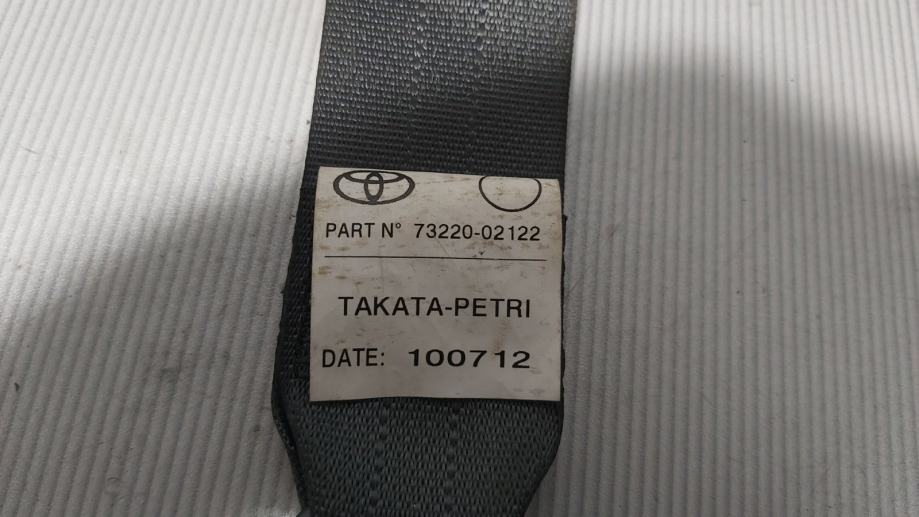 PART N° 73220-02122
TAKATA-PETRI
DATE: 100712